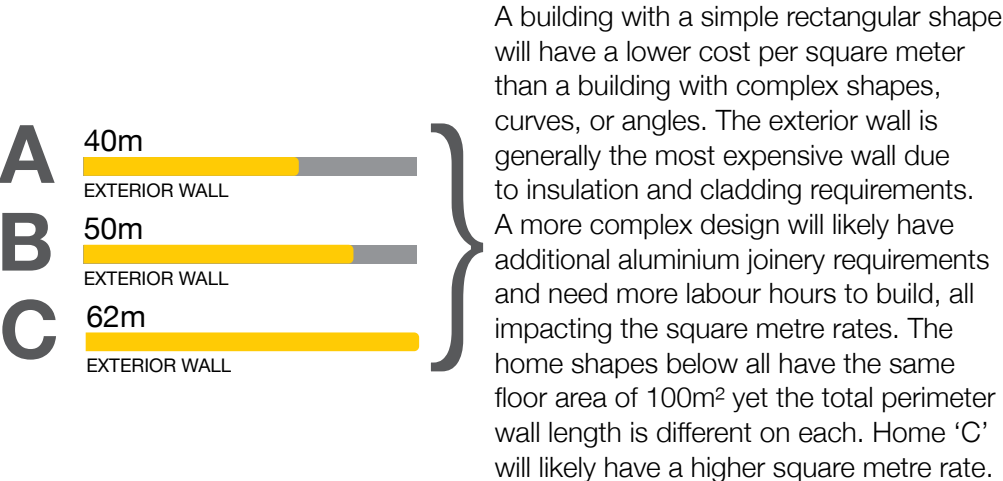 A
40m
EXTERIOR WALL
B
50m
EXTERIOR WALL
C
62m
EXTERIOR WALL
A building with a simple rectangular shape
will have a lower cost per square meter
than a building with complex shapes,
curves, or angles. The exterior wall is
generally the most expensive wall due
to insulation and cladding requirements.
A more complex design will likely have
additional aluminium joinery requirements
and need more labour hours to build, all
impacting the square metre rates. The
home shapes below all have the same
floor area of 100m² yet the total perimeter
wall length is different on each. Home ‘C’
will likely have a higher square metre rate.